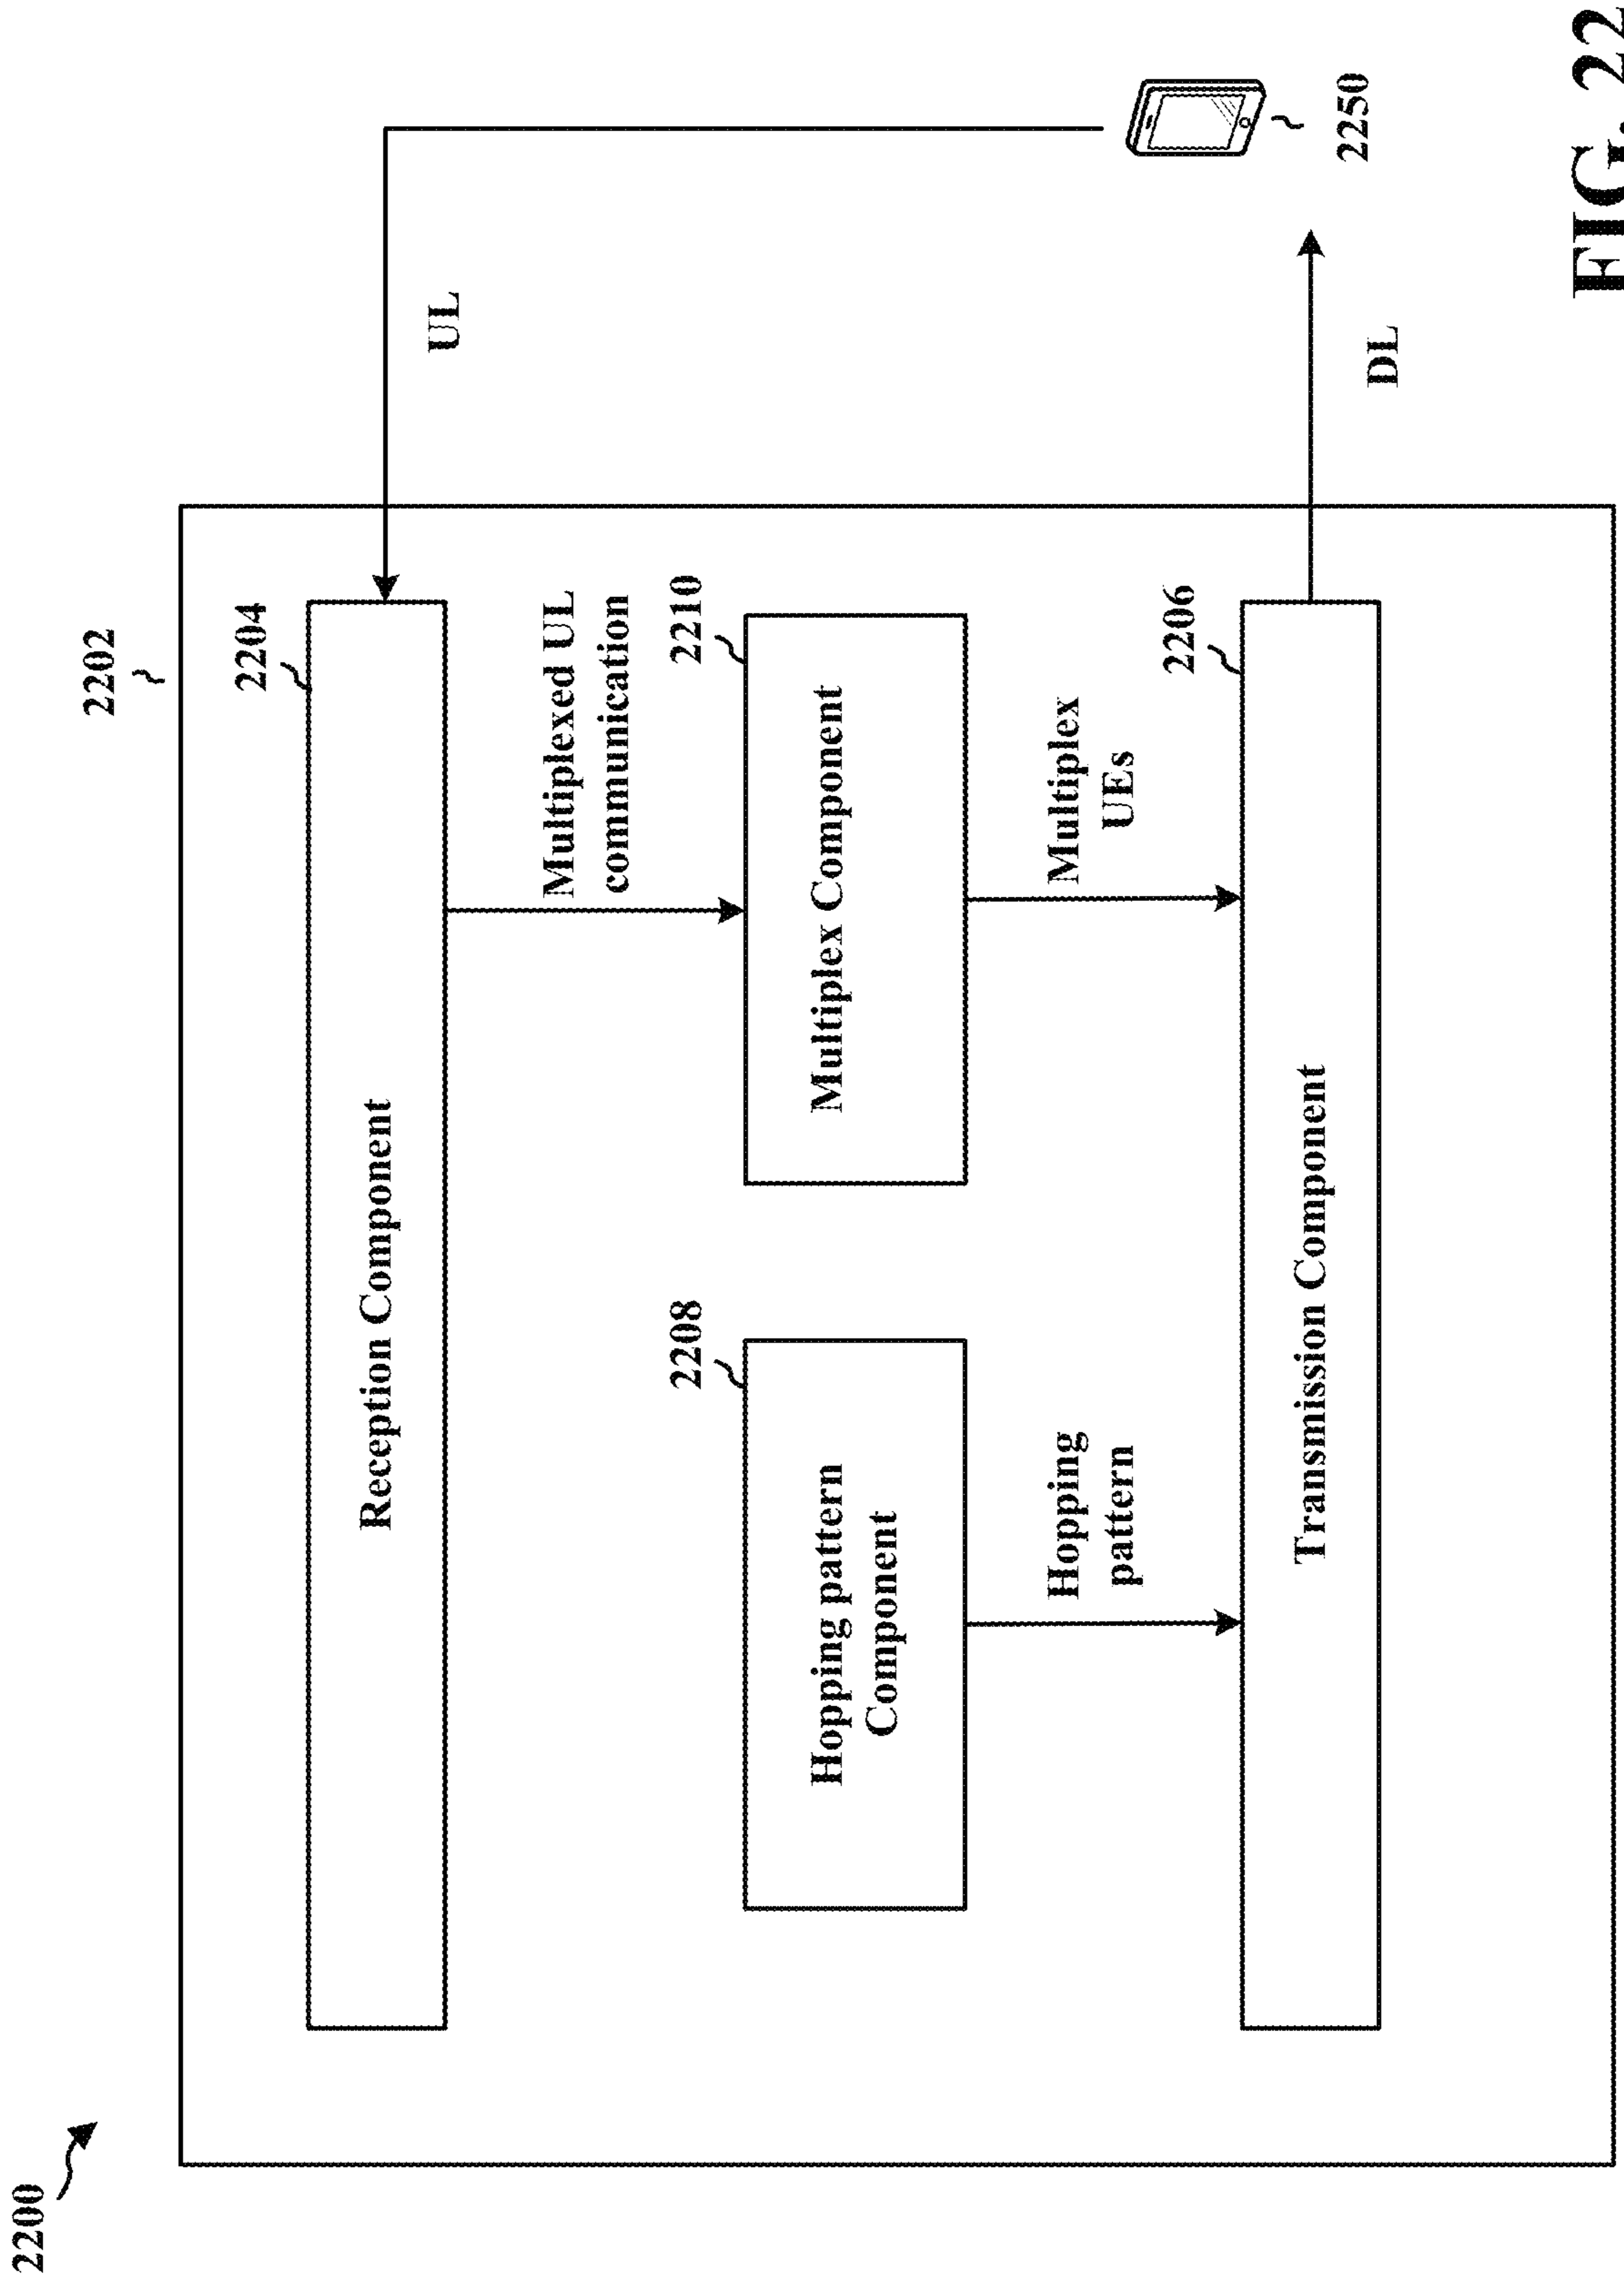 2200
2202
2204
Reception Component
UL
Multiplexed UL
communication
2208
2210
Hopping pattern
Component
Multiplex Component
Hopping
pattern
Multiplex
UEs
2206
Transmission Component
DL
2250
FIG. 22